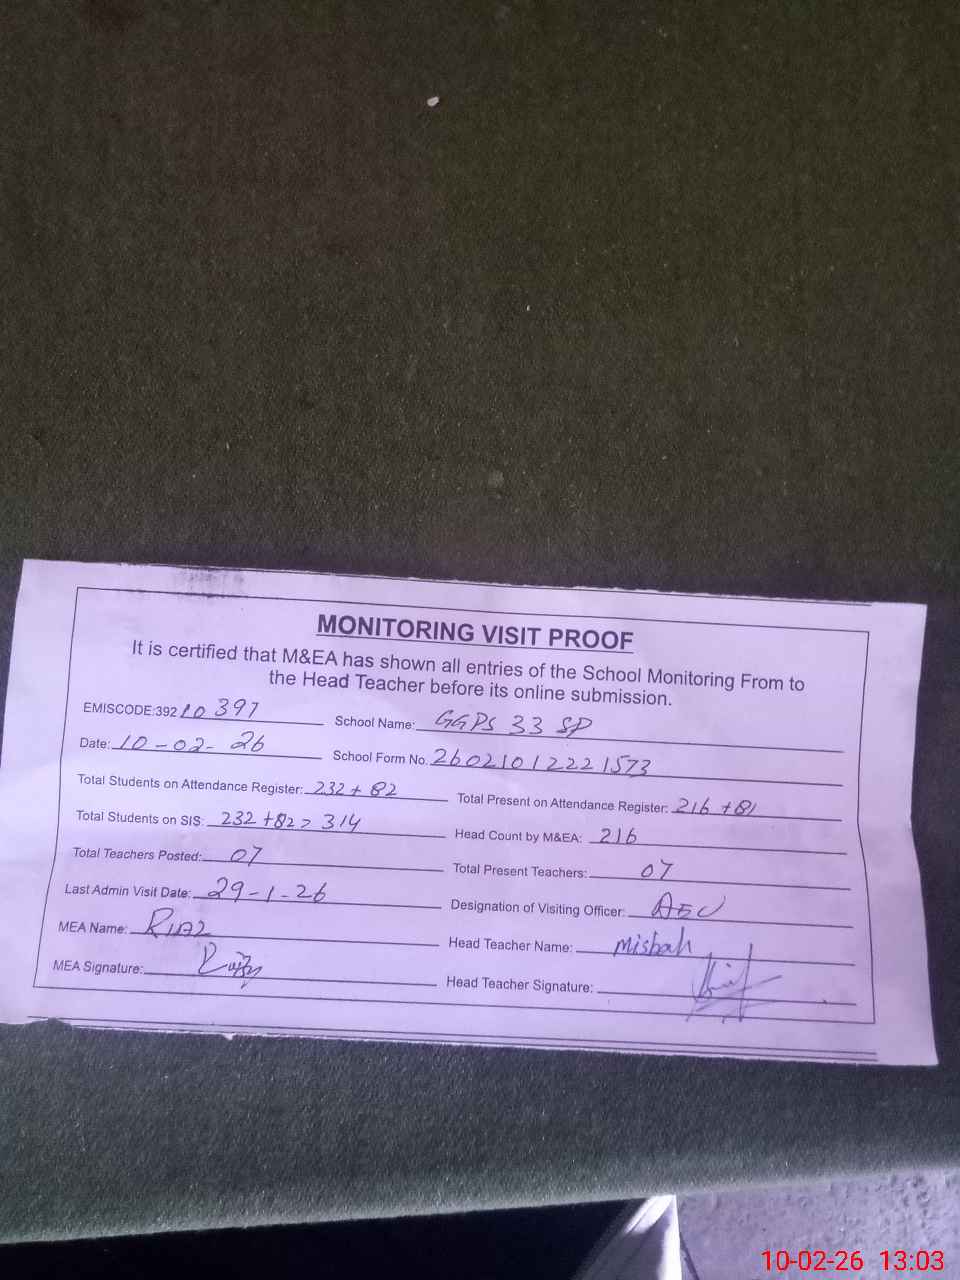 MONITORING VISIT PROOF
It is certified that M&EA has shown all entries of the School Monitoring From to
the Head Teacher before its online submission.
EMISCODE:392 10 397 School Name: GGPS 33 SP
Date: 10-02-26 School Form No. 260210122221573
Total Students on Attendance Register: 232 + 82 Total Present on Attendance Register: 216 + 81
Total Students on SIS: 232 + 82 > 314 Head Count by M&EA: 216
Total Teachers Posted: 07 Total Present Teachers: 07
Last Admin Visit Date: 29-1-26 Designation of Visiting Officer: AEO
MEA Name: Riaz Head Teacher Name: Misbah
MEA Signature: Head Teacher Signature:
10-02-26 13:03